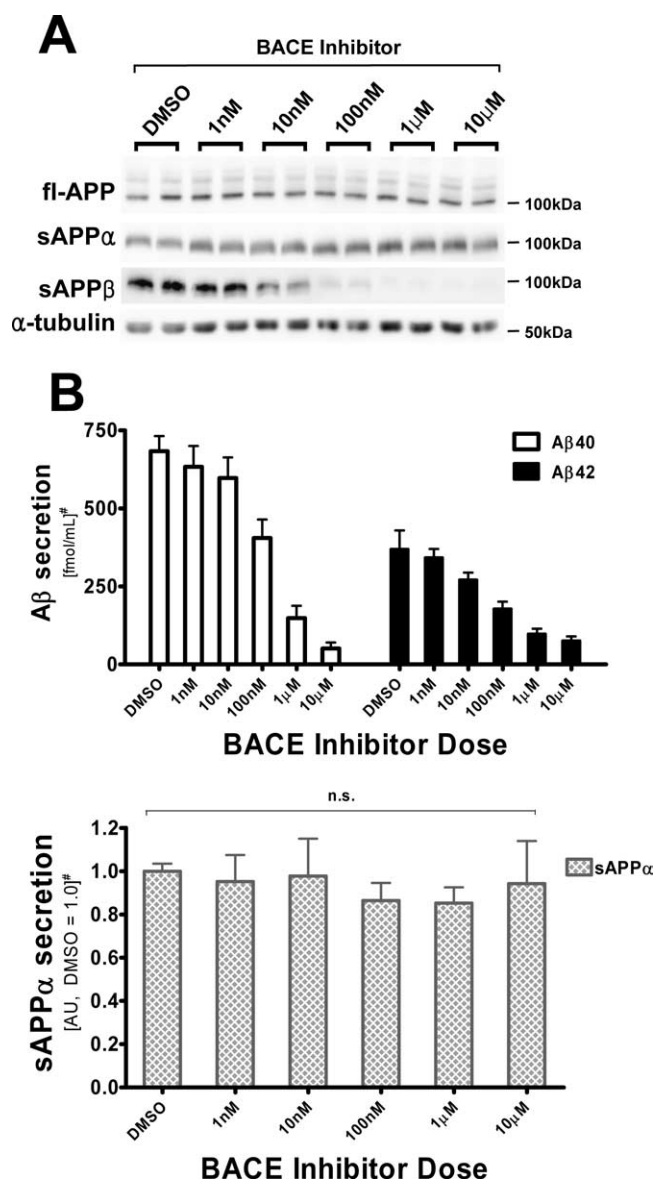 A
BACE Inhibitor
DMSO 1nM 10nM 100nM 1μM 10μM
fl-APP
100kDa
sAPPα
100kDa
sAPPβ
100kDa
α-tubulin
50kDa
B
Aβ secretion
[fmol/mL]#
750
500
250
0
Aβ40
Aβ42
DMSO 1nM 10nM 100nM 1μM 10μM DMSO 1nM 10nM 100nM 1μM 10μM
BACE Inhibitor Dose
n.s.
sAPPα secretion
[AU, DMSO = 1.0]#
1.2
1.0
0.8
0.6
0.4
0.2
0.0
sAPPα
DMSO 1nM 10nM 100nM 1μM 10μM
BACE Inhibitor Dose